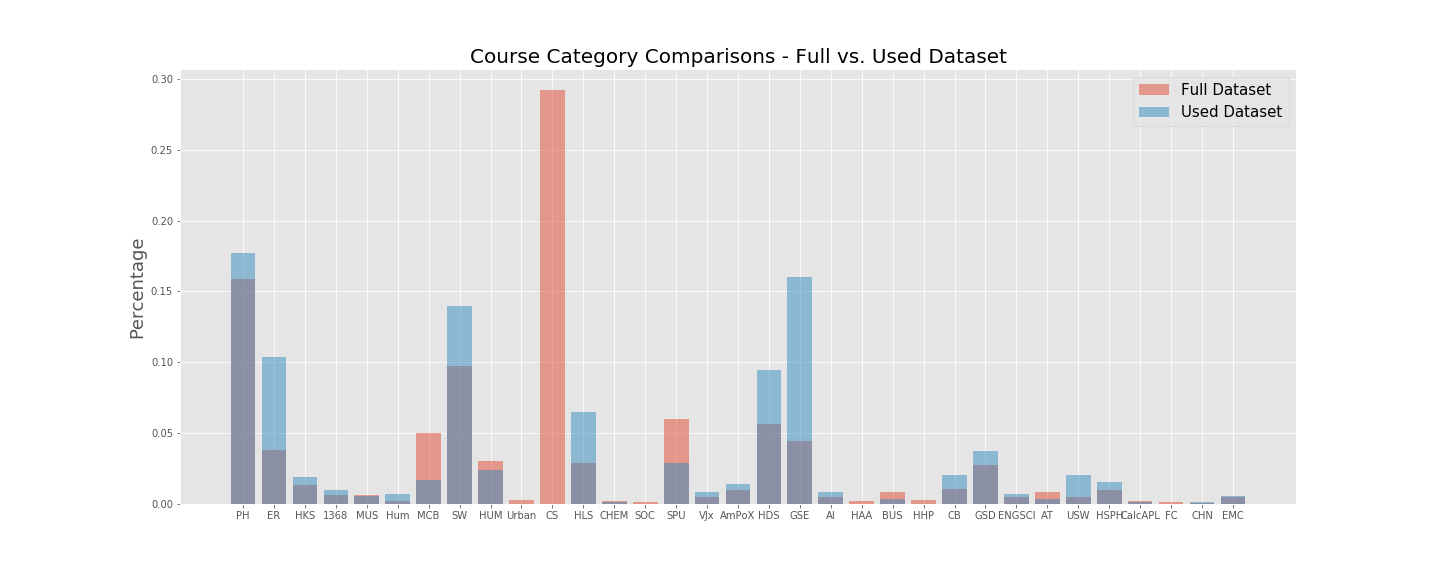 Course Category Comparisons - Full vs. Used Dataset
Full Dataset
Used Dataset
Percentage
0.30
0.25
0.20
0.15
0.10
0.05
0.00
PH ER HKS 1368 MUS Hum MCB SW HUM Urban CS HLS CHEM SOC SPU VJx AmPoX HDS GSE AI HAA BUS HHP CB GSD ENGSCI AT USW HSPH CalcAPL FC CHN EMC